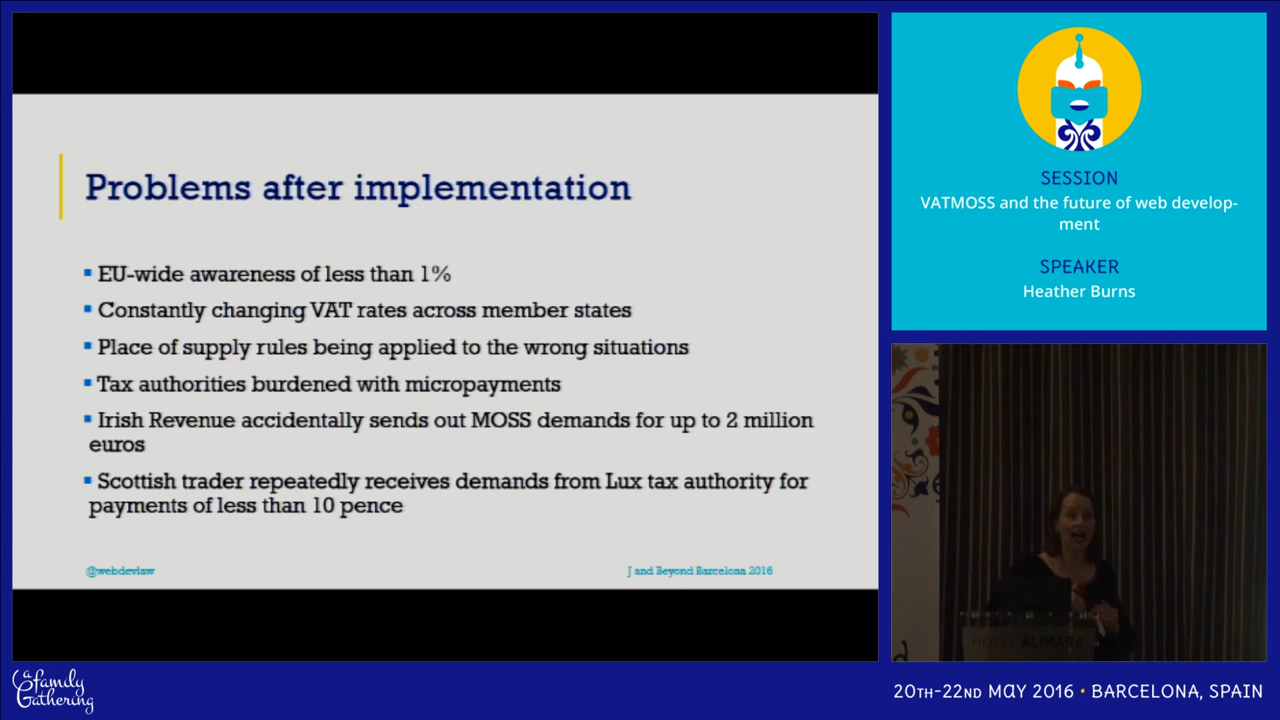 Problems after implementation
▪ EU-wide awareness of less than 1%
▪ Constantly changing VAT rates across member states
▪ Place of supply rules being applied to the wrong situations
▪ Tax authorities burdened with micropayments
▪ Irish Revenue accidentally sends out MOSS demands for up to 2 million
euros
▪ Scottish trader repeatedly receives demands from Lux tax authority for
payments of less than 10 pence
@webdevlaw
J and Beyond Barcelona 2016
SESSION
VATMOSS and the future of web develop-
ment
SPEAKER
Heather Burns
HOTEL ALIMARA
a family
Gathering
20TH-22ND MAY 2016 • BARCELONA, SPAIN